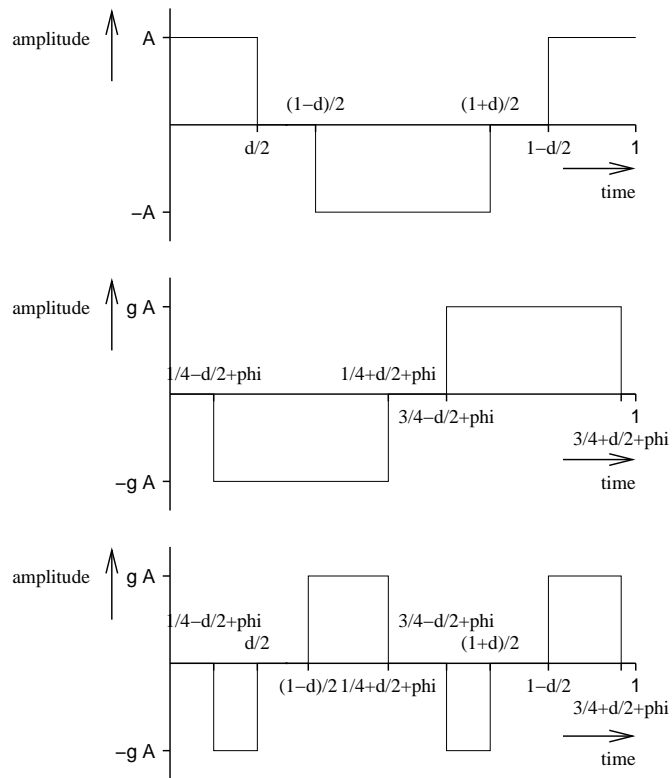 amplitude
A
(1−d)/2
(1+d)/2
d/2
1−d/2
1
time
−A
amplitude
g A
1/4−d/2+phi
1/4+d/2+phi
3/4−d/2+phi
1
3/4+d/2+phi
−g A
time
amplitude
g A
1/4−d/2+phi
3/4−d/2+phi
d/2
(1+d)/2
(1−d)/2
1/4+d/2+phi
1−d/2
1
3/4+d/2+phi
−g A
time